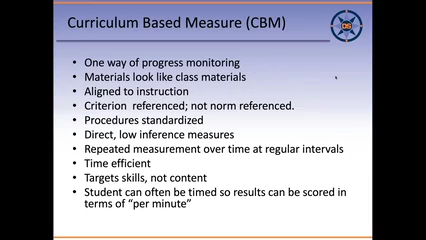 Curriculum Based Measure (CBM)
• One way of progress monitoring
• Materials look like class materials
• Aligned to instruction
• Criterion referenced; not norm referenced.
• Procedures standardized
• Direct, low inference measures
• Repeated measurement over time at regular intervals
• Time efficient
• Targets skills, not content
• Student can often be timed so results can be scored in
terms of “per minute”